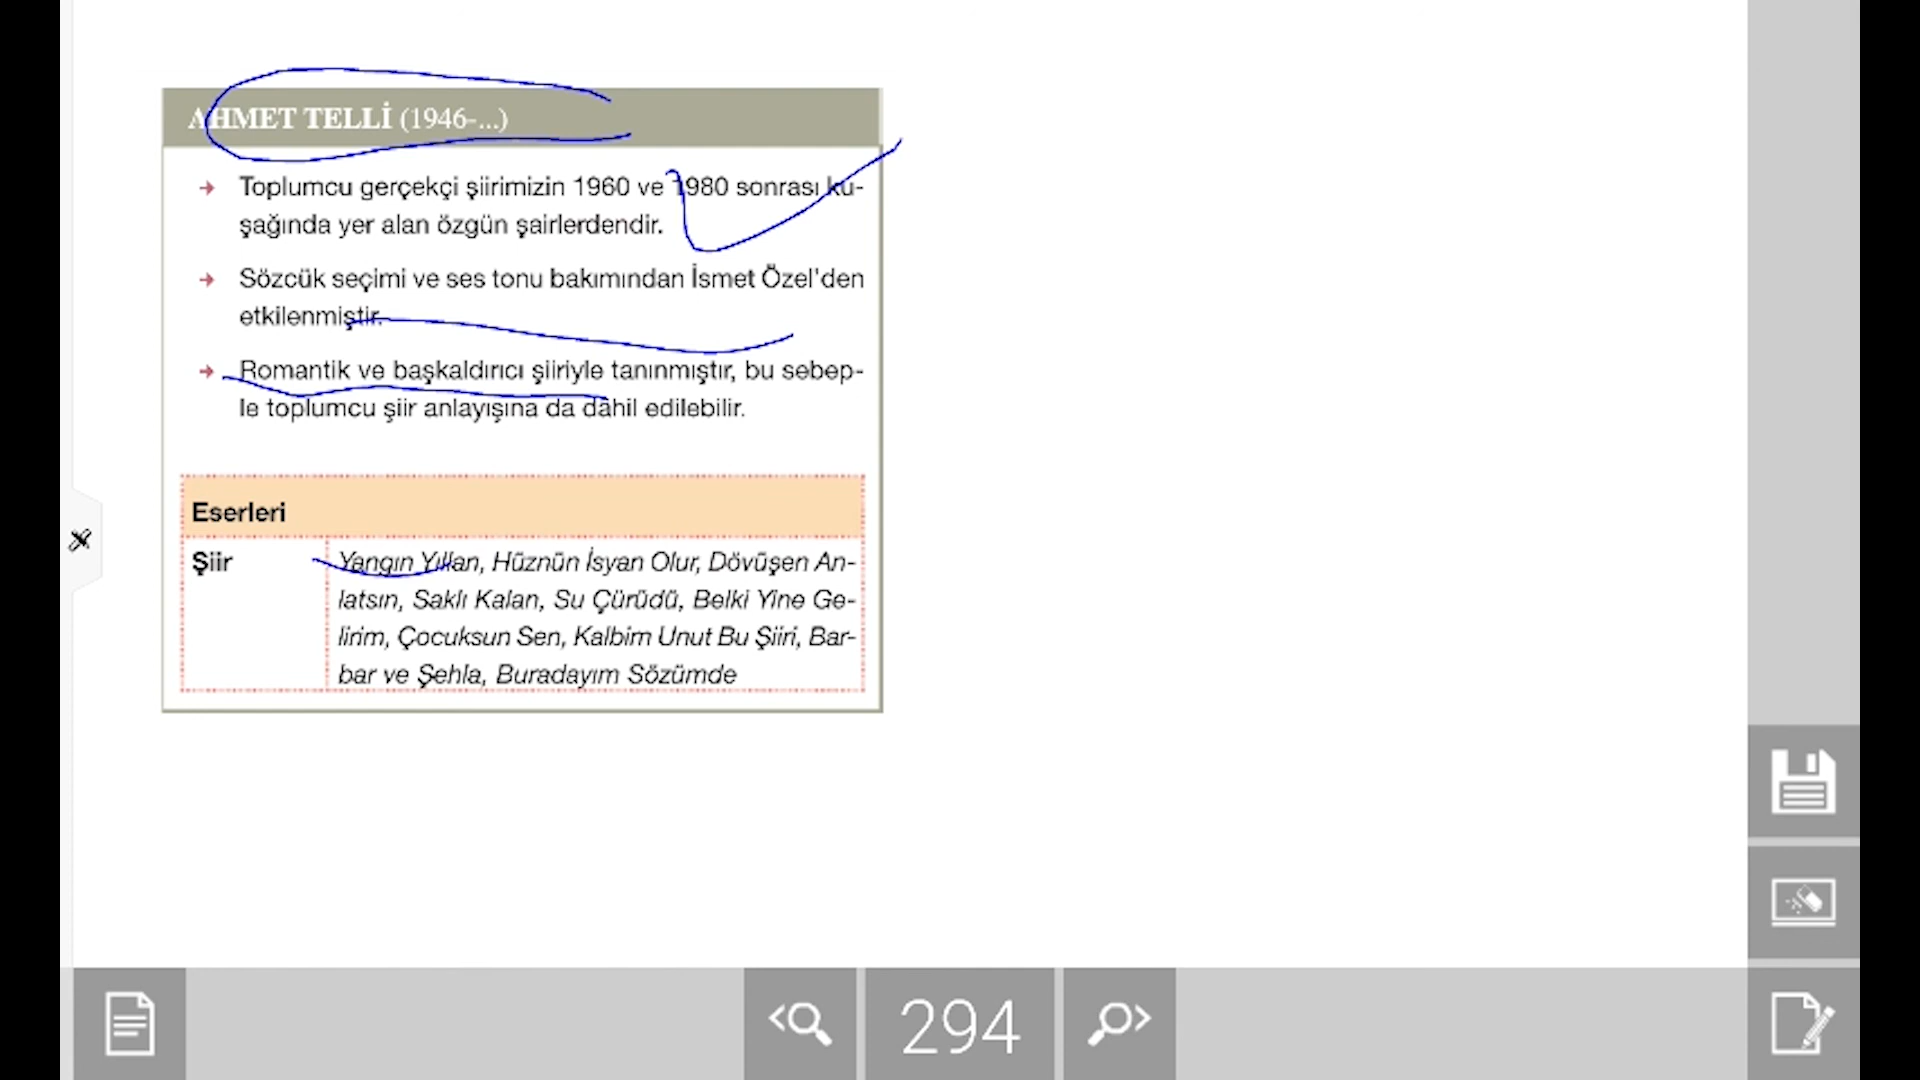 AHMET TELLİ (1946-...)
Toplumcu gerçekçi şiirimizin 1960 ve 1980 sonrası ku-
şağında yer alan özgün şairlerdendir.
Sözcük seçimi ve ses tonu bakımından İsmet Özel'den
etkilenmiştir.
Romantik ve başkaldırıcı şiiriyle tanınmıştır, bu sebep-
le toplumcu şiir anlayışına da dahil edilebilir.
Eserleri
Şiir
Yangın Yılları, Hüznün İsyan Olur, Dövüşen An-
latsın, Saklı Kalan, Su Çürüdü, Belki Yine Ge-
lirim, Çocuksun Sen, Kalbim Unut Bu Şiiri, Bar-
bar ve Şehla, Buradayım Sözümde
294